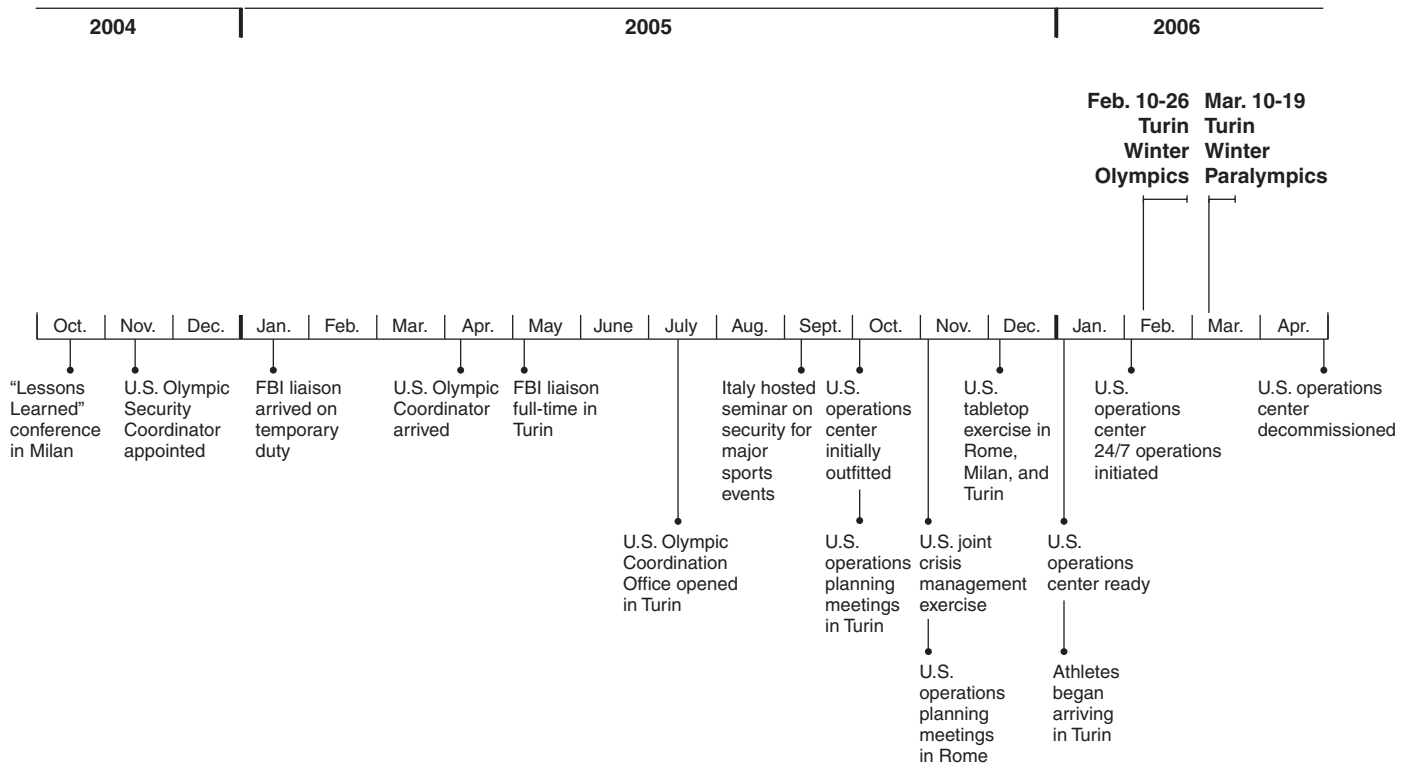 2004
2005
2006
Feb. 10-26
Turin
Winter
Olympics
Mar. 10-19
Turin
Winter
Paralympics
Oct. Nov. Dec. Jan. Feb. Mar. Apr. May June July Aug. Sept. Oct. Nov. Dec. Jan. Feb. Mar. Apr.
“Lessons
Learned”
conference
in Milan
U.S. Olympic
Security
Coordinator
appointed
FBI liaison
arrived on
temporary
duty
U.S. Olympic
Coordinator
arrived
FBI liaison
full-time in
Turin
U.S. Olympic
Coordination
Office opened
in Turin
Italy hosted
seminar on
security for
major
sports
events
U.S.
operations
center
initially
outfitted
U.S.
operations
planning
meetings
in Turin
U.S. joint
crisis
management
exercise
U.S.
operations
planning
meetings
in Rome
U.S.
tabletop
exercise in
Rome,
Milan, and
Turin
U.S.
operations
center ready
Athletes
began
arriving
in Turin
U.S.
operations
center
24/7 operations
initiated
U.S. operations
center
decommissioned